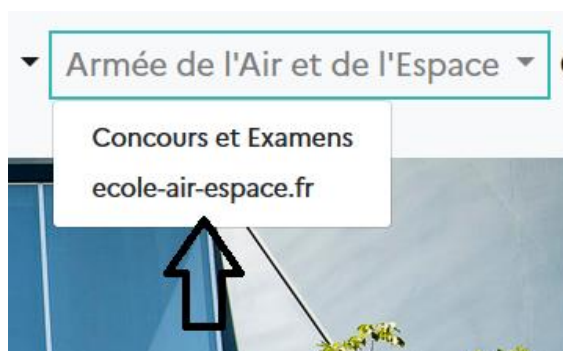 Armée de l'Air et de l'Espace
Concours et Examens
ecole-air-espace.fr